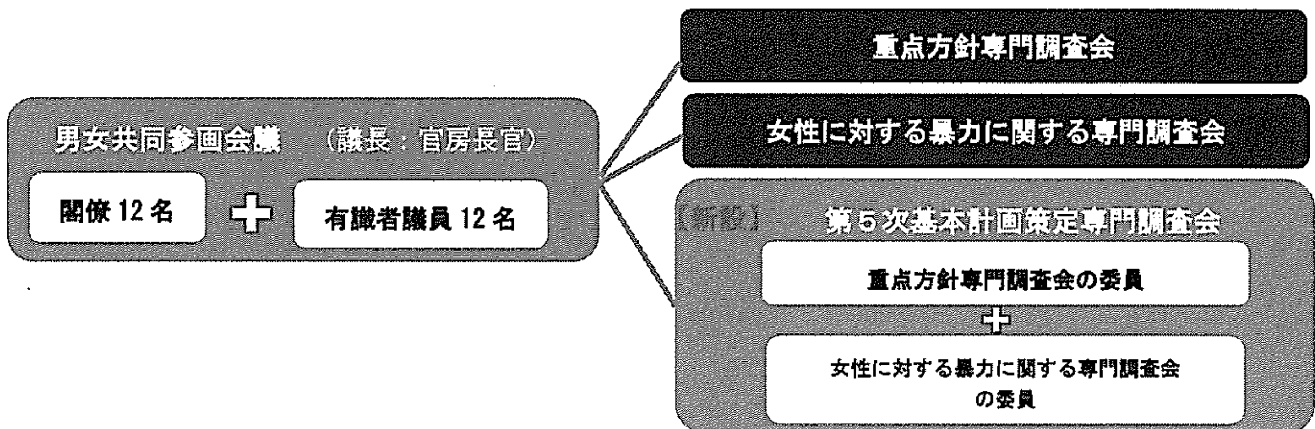 男女共同参画会議 （議長：官房長官）
閣僚 12 名
＋
有識者議員 12 名
重点方針専門調査会
女性に対する暴力に関する専門調査会
［新設］ 第５次基本計画策定専門調査会
重点方針専門調査会の委員
＋
女性に対する暴力に関する専門調査会
の委員